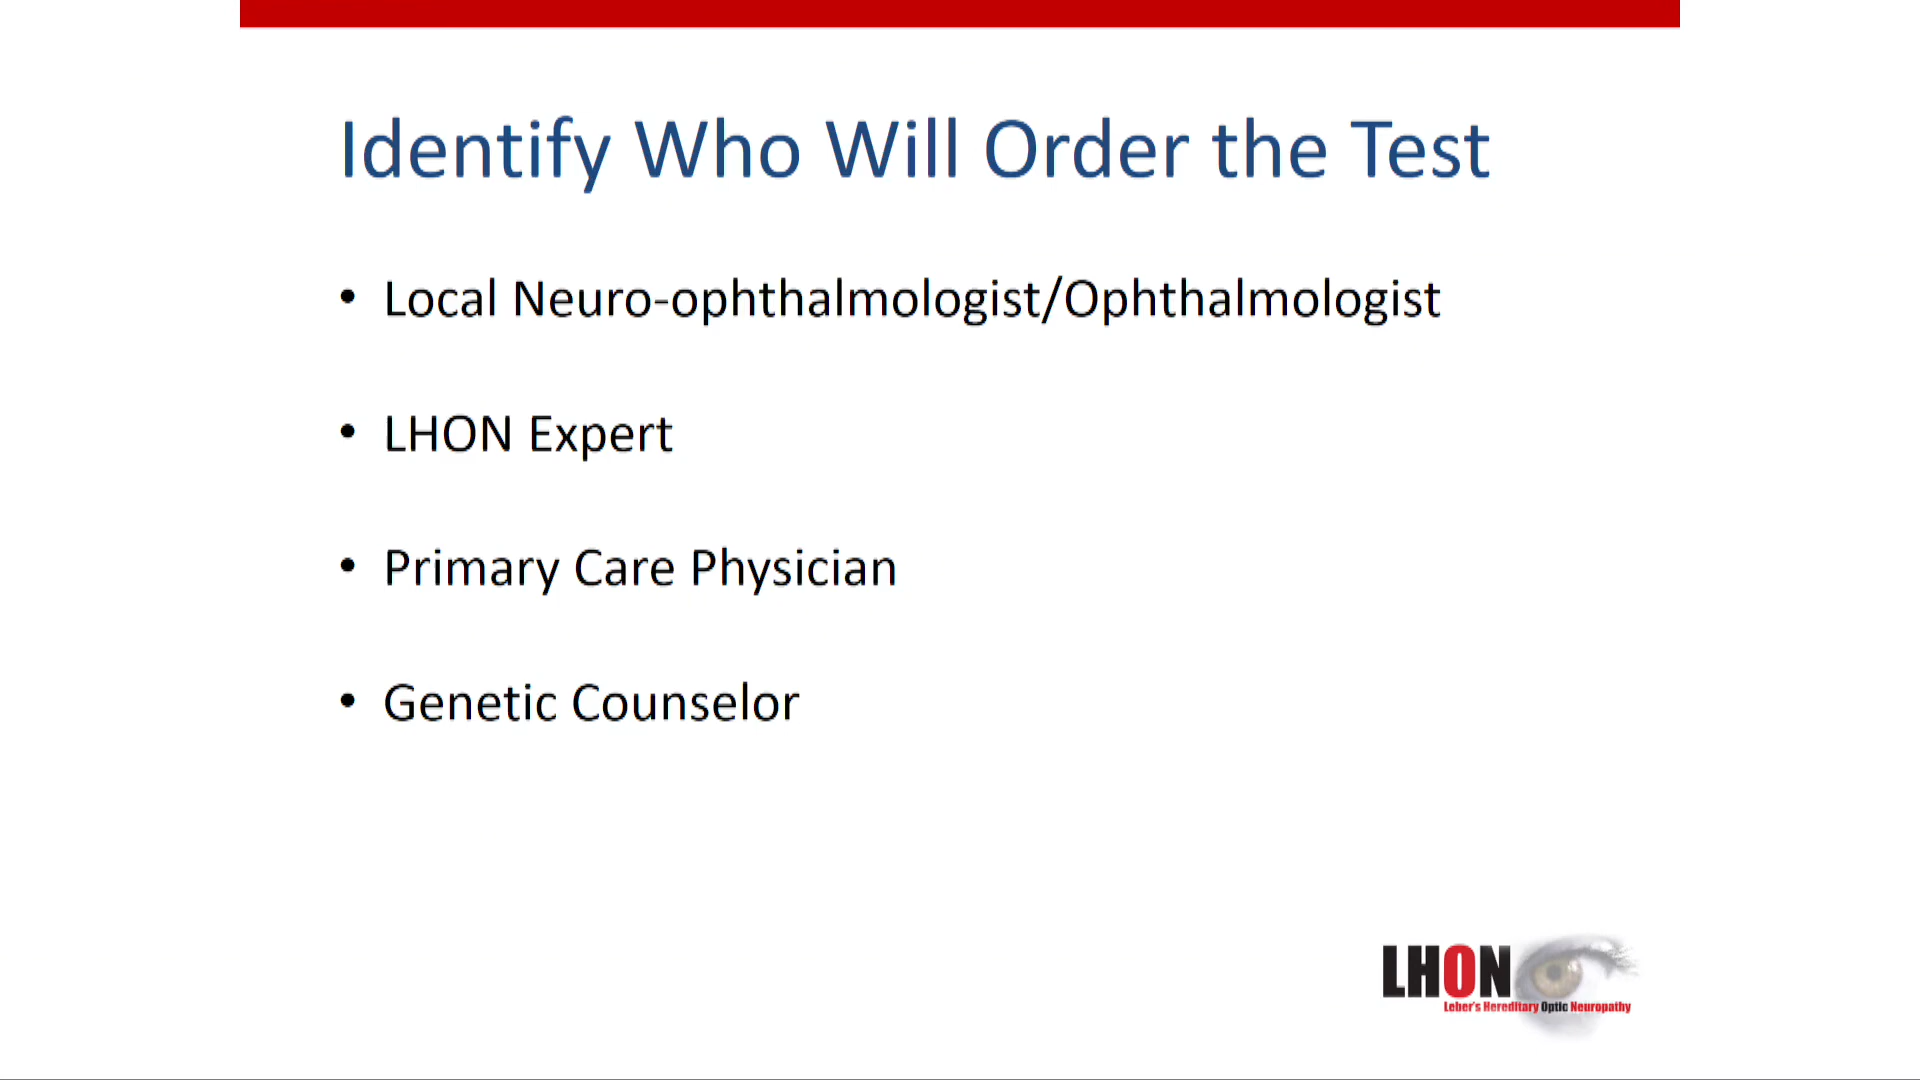 Identify Who Will Order the Test
• Local Neuro-ophthalmologist/Ophthalmologist
• LHON Expert
• Primary Care Physician
• Genetic Counselor
LHON
Leber's Hereditary Optic Neuropathy